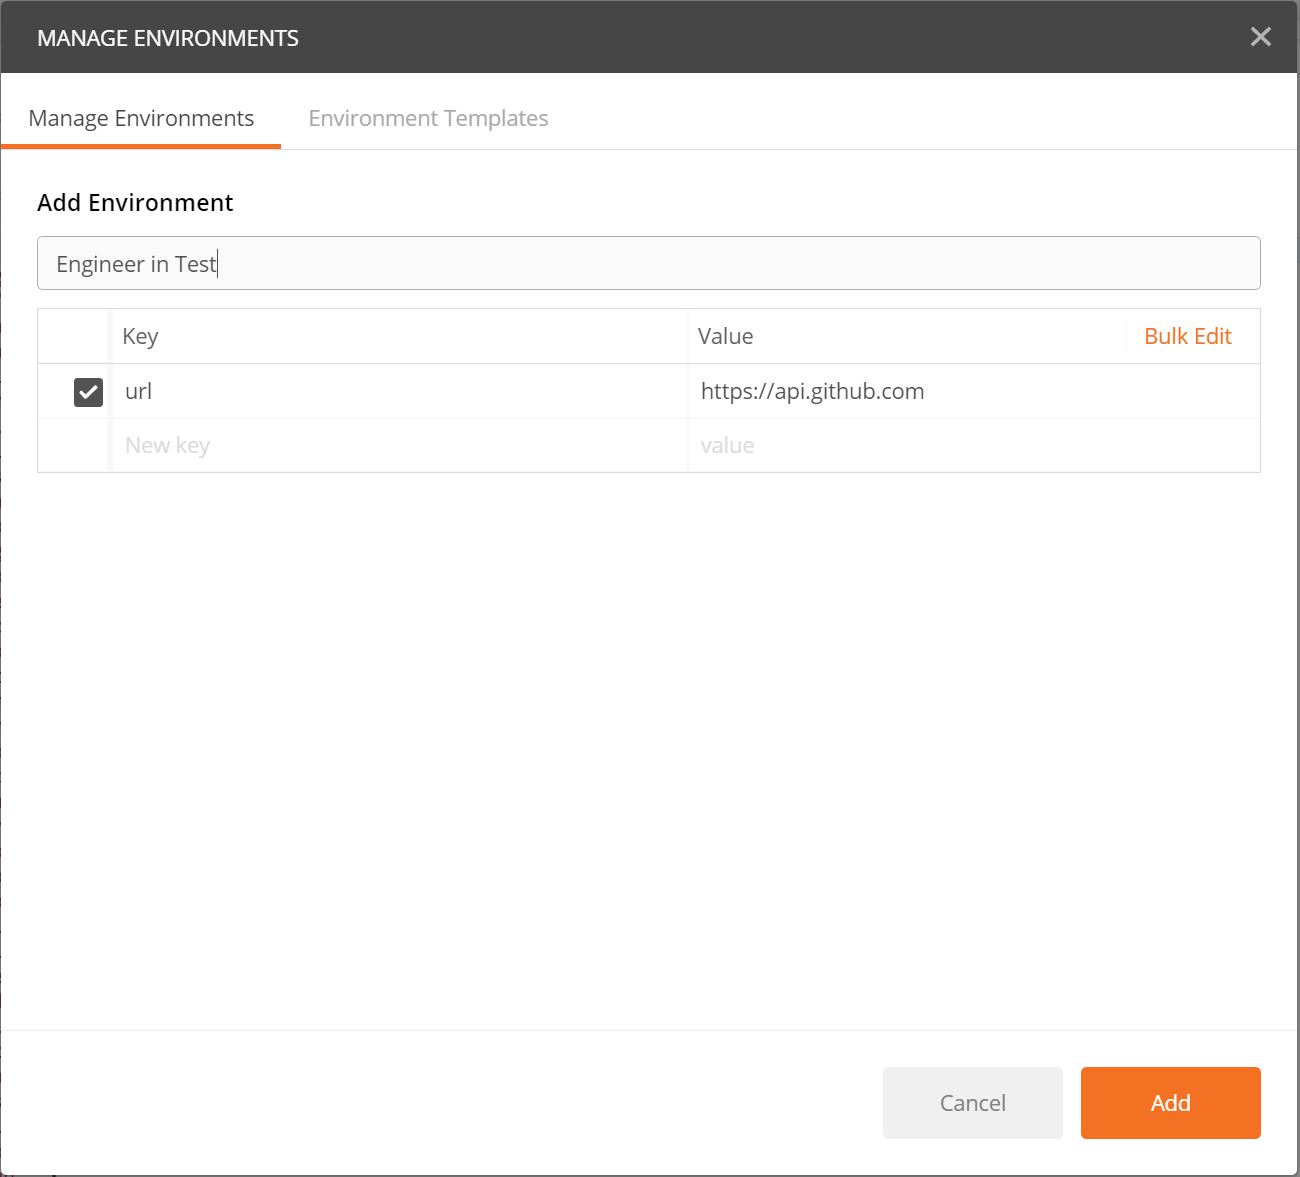 MANAGE ENVIRONMENTS
Manage Environments Environment Templates
Add Environment
Engineer in Test
Key Value Bulk Edit
url https://api.github.com
New key value
Cancel Add